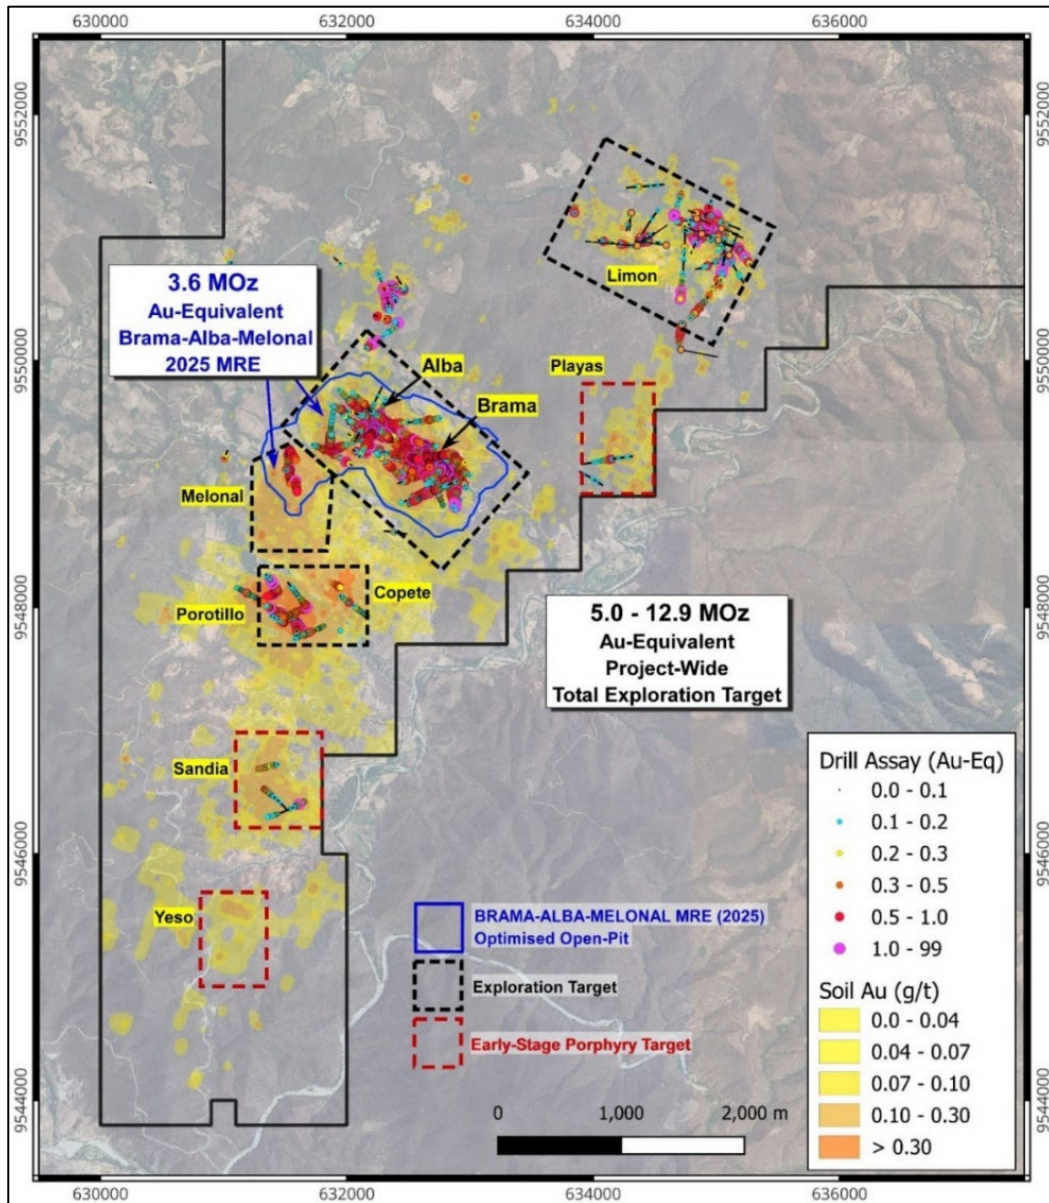 630000
632000
634000
636000
9552000
9552000
3.6 MOz
Au-Equivalent
Brama-Alba-Melonal
2025 MRE
Limon
9550000
9550000
Alba
Playas
Brama
Melonal
Copete
Porotillo
9548000
9548000
5.0 - 12.9 MOz
Au-Equivalent
Project-Wide
Total Exploration Target
Sandia
9546000
9546000
Yeso
BRAMA-ALBA-MELONAL MRE (2025)
Optimised Open-Pit
Exploration Target
Early-Stage Porphyry Target
0
1,000
2,000 m
Drill Assay (Au-Eq)
0.0 - 0.1
0.1 - 0.2
0.2 - 0.3
0.3 - 0.5
0.5 - 1.0
1.0 - 99
Soil Au (g/t)
0.0 - 0.04
0.04 - 0.07
0.07 - 0.10
0.10 - 0.30
> 0.30
9544000
9544000
630000
632000
634000
636000